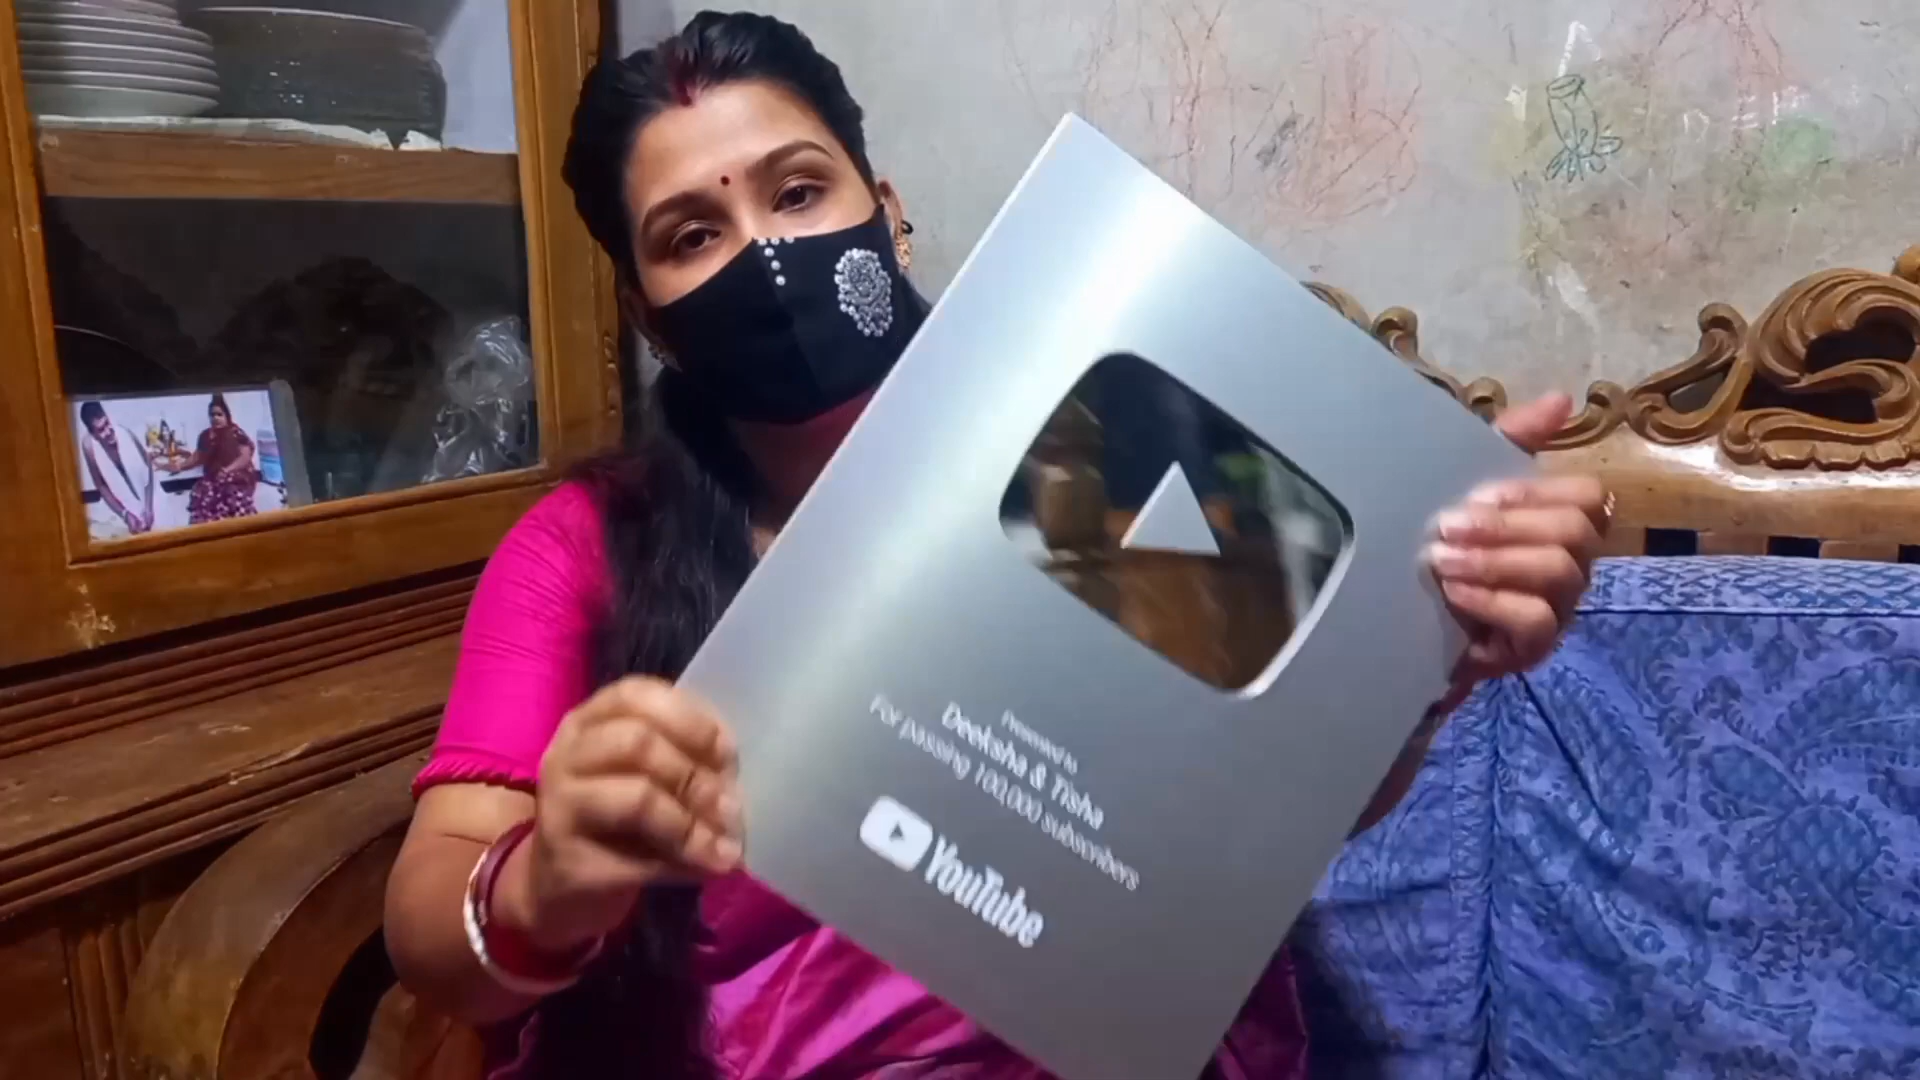 Presented to
Deeksha & Tisha
For passing 100,000 subscribers
YouTube